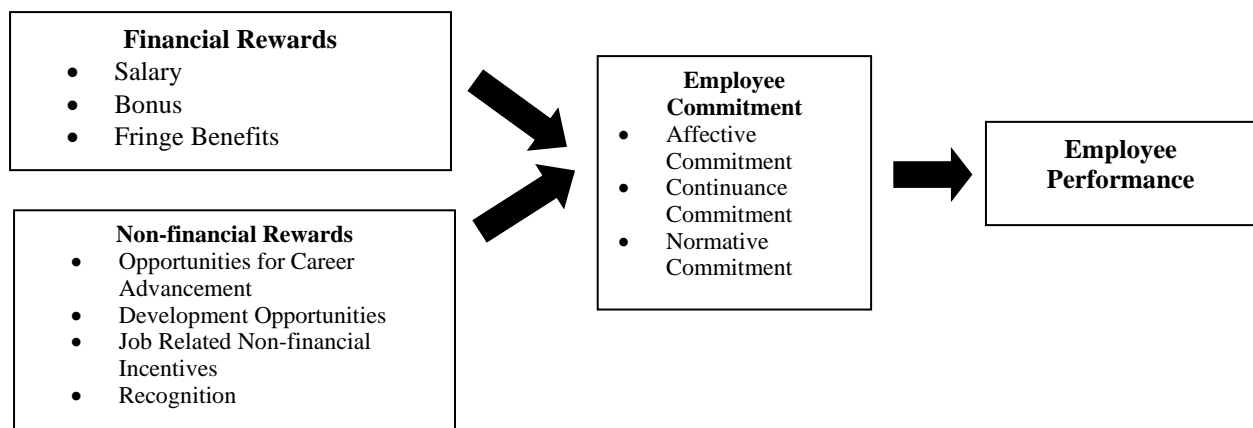 Financial Rewards
• Salary
• Bonus
• Fringe Benefits
Non-financial Rewards
• Opportunities for Career
Advancement
• Development Opportunities
• Job Related Non-financial
Incentives
• Recognition
Employee
Commitment
• Affective
Commitment
• Continuance
Commitment
• Normative
Commitment
Employee
Performance